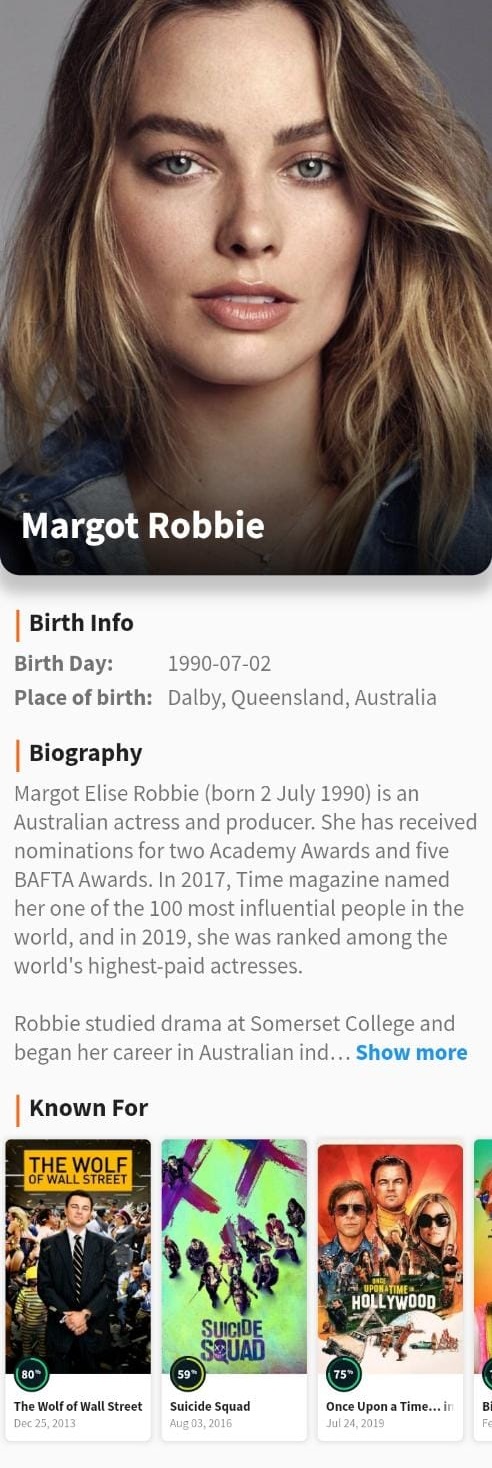 Margot Robbie
Birth Info
Birth Day: 1990-07-02
Place of birth: Dalby, Queensland, Australia
Biography
Margot Elise Robbie (born 2 July 1990) is an
Australian actress and producer. She has received
nominations for two Academy Awards and five
BAFTA Awards. In 2017, Time magazine named
her one of the 100 most influential people in the
world, and in 2019, she was ranked among the
world's highest-paid actresses.
Robbie studied drama at Somerset College and
began her career in Australian ind… Show more
Known For
THE WOLF
OF WALL STREET
SUICIDE
SQUAD
ONCE
UPON A TIME IN
HOLLYWOOD
80%
59%
75%
The Wolf of Wall Street
Dec 25, 2013
Suicide Squad
Aug 03, 2016
Once Upon a Time… in
Jul 24, 2019